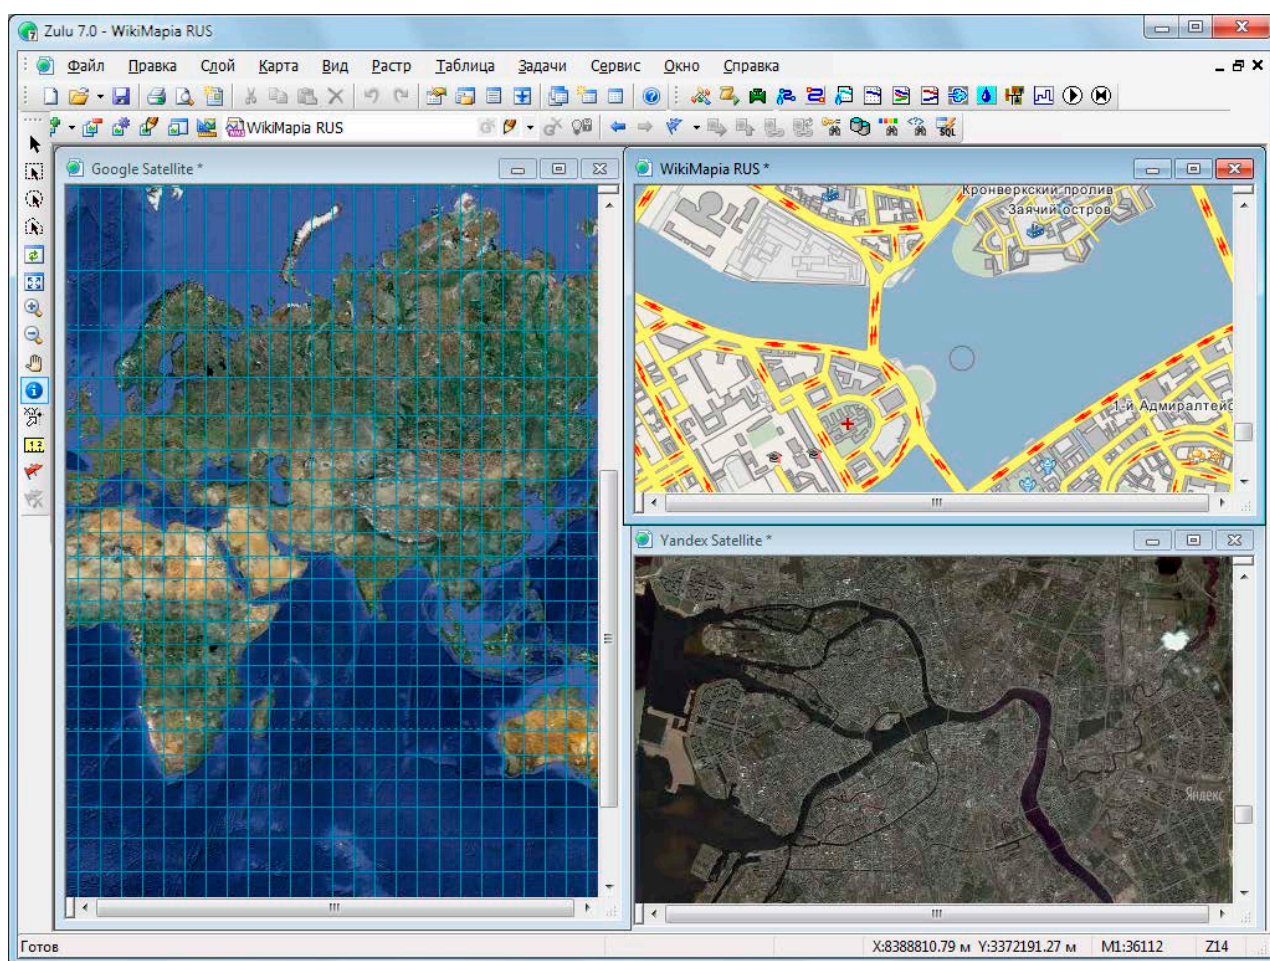 Zulu 7.0 - WikiMapia RUS
Файл Правка Слой Карта Вид Растр Таблица Задачи Сервис Окно Справка
WikiMapia RUS
SQL
Google Satellite *
WikiMapia RUS *
Кронверкский пролив
Заячий остров
1-й Адмиралтейс
Yandex Satellite *
Яндекс
Готов X:8388810.79 м Y:3372191.27 м М1:36112 Z14